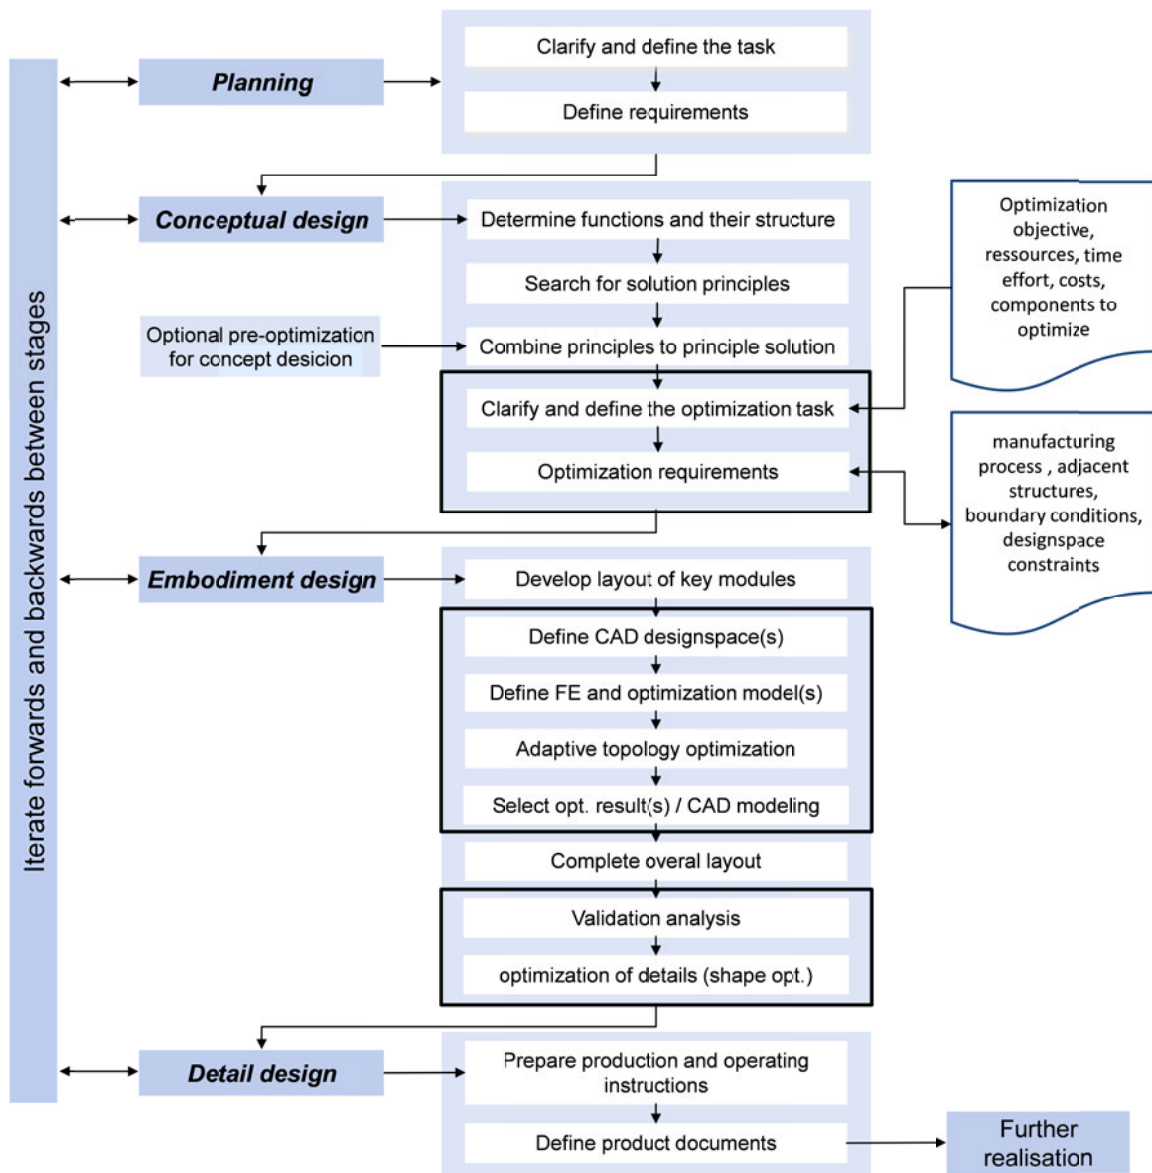 Clarify and define the task
Planning
Define requirements
Conceptual design
Determine functions and their structure
Search for solution principles
Optional pre-optimization
for concept desicion
Combine principles to principle solution
Clarify and define the optimization task
Optimization requirements
Optimization
objective,
ressources, time
effort, costs,
components to
optimize
manufacturing
process , adjacent
structures,
boundary conditions,
designspace
constraints
Iterate forwards and backwards between stages
Embodiment design
Develop layout of key modules
Define CAD designspace(s)
Define FE and optimization model(s)
Adaptive topology optimization
Select opt. result(s) / CAD modeling
Complete overal layout
Validation analysis
optimization of details (shape opt.)
Detail design
Prepare production and operating
instructions
Define product documents
Further
realisation